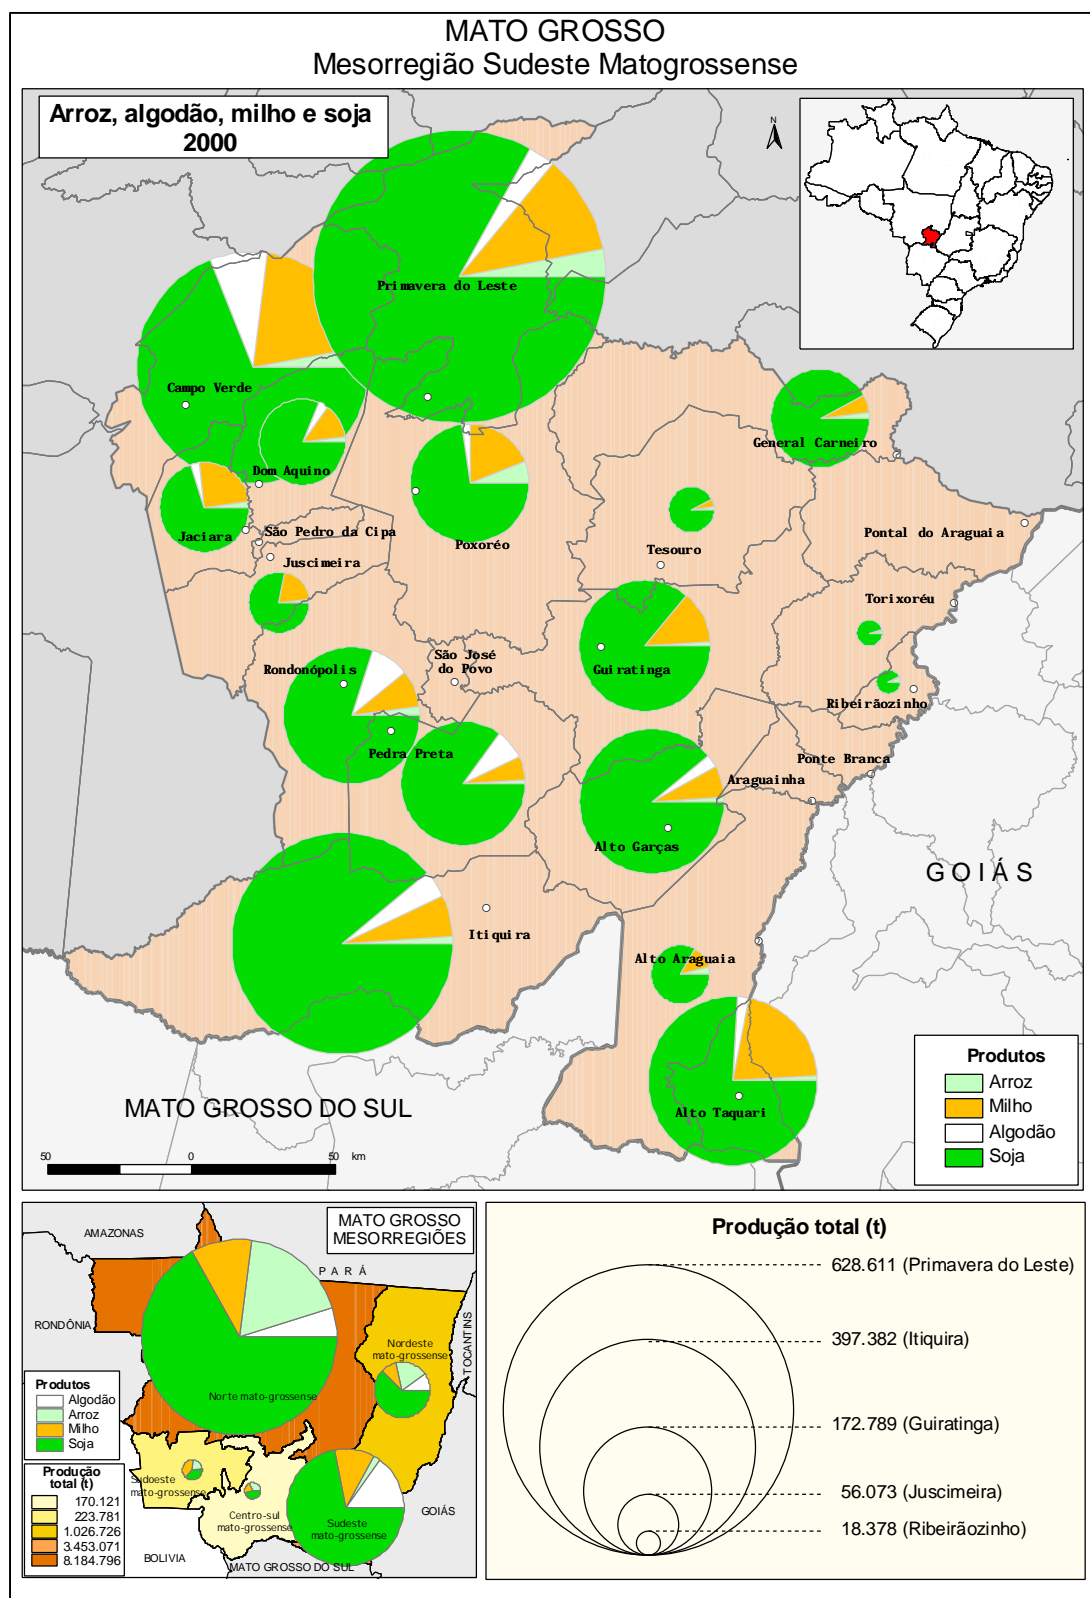 MATO GROSSO
Mesorregião Sudeste Matogrossense
Arroz, algodão, milho e soja
2000
N
Primavera do Leste
Campo Verde
General Carneiro
Dom Aquino
Jaciara
São Pedro da Cipa
Poxoréo
Tesouro
Pontal do Araguaia
Juscimeira
Torixoréu
São José
do Povo
Rondonópolis
Guiratinga
Ribeirãozinho
Pedra Preta
Ponte Branca
Araguainha
Alto Garças
GOIÁS
Itiquira
Alto Araguaia
Alto Taquari
MATO GROSSO DO SUL
50 0 50 km
Produtos
Arroz
Milho
Algodão
Soja
MATO GROSSO
MESORREGIÕES
AMAZONAS
PARÁ
RONDÔNIA
TOCANTINS
Nordeste
mato-grossense
Norte mato-grossense
Produtos
Algodão
Arroz
Milho
Soja
Sudoeste
mato-grossense
Centro-sul
mato-grossense
Sudeste
mato-grossense
GOIÁS
BOLIVIA
MATO GROSSO DO SUL
Produção
total (t)
170.121
223.781
1.026.726
3.453.071
8.184.796
Produção total (t)
628.611 (Primavera do Leste)
397.382 (Itiquira)
172.789 (Guiratinga)
56.073 (Juscimeira)
18.378 (Ribeirãozinho)